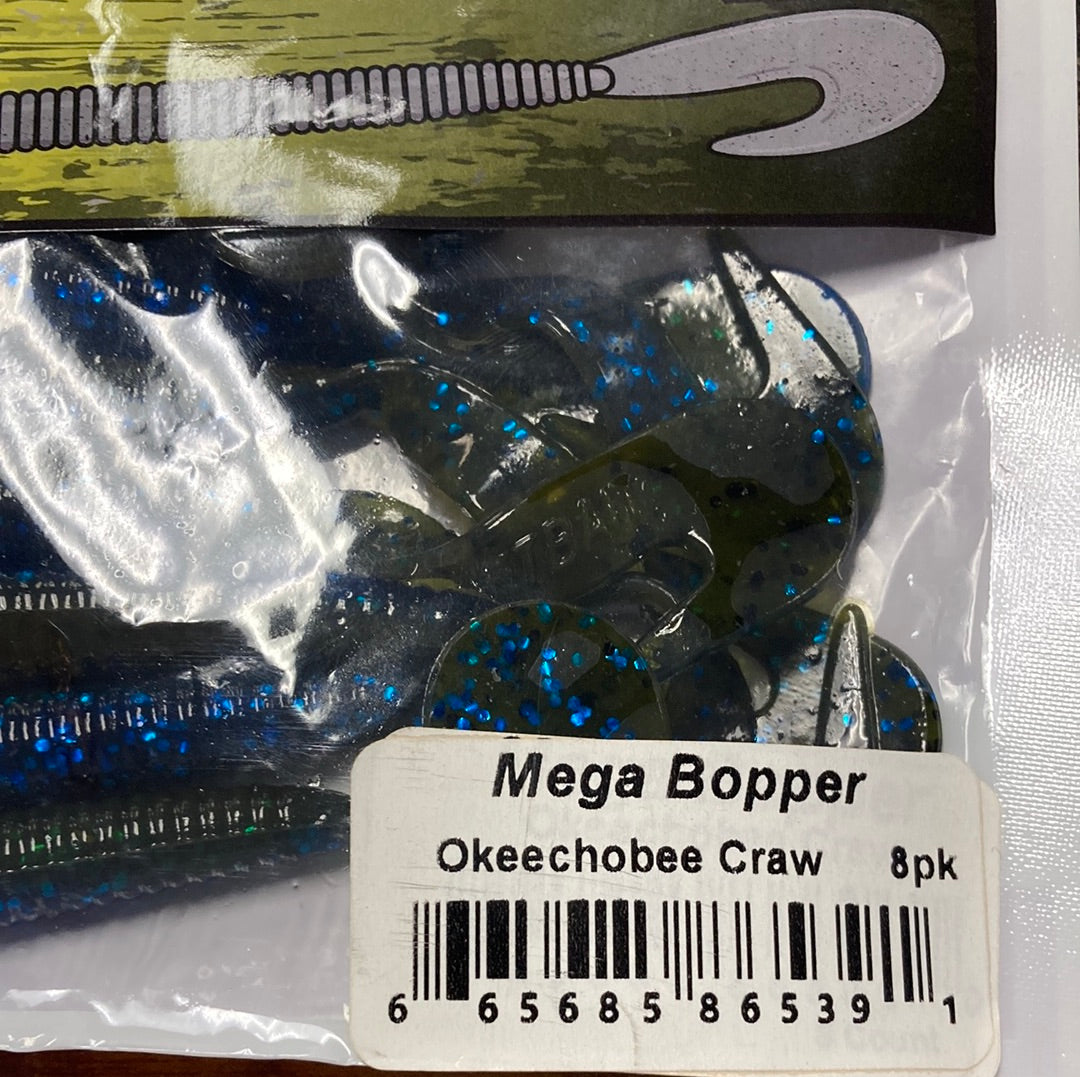 Mega Bopper
Okeechobee Craw 8pk
6 65685 86539 1